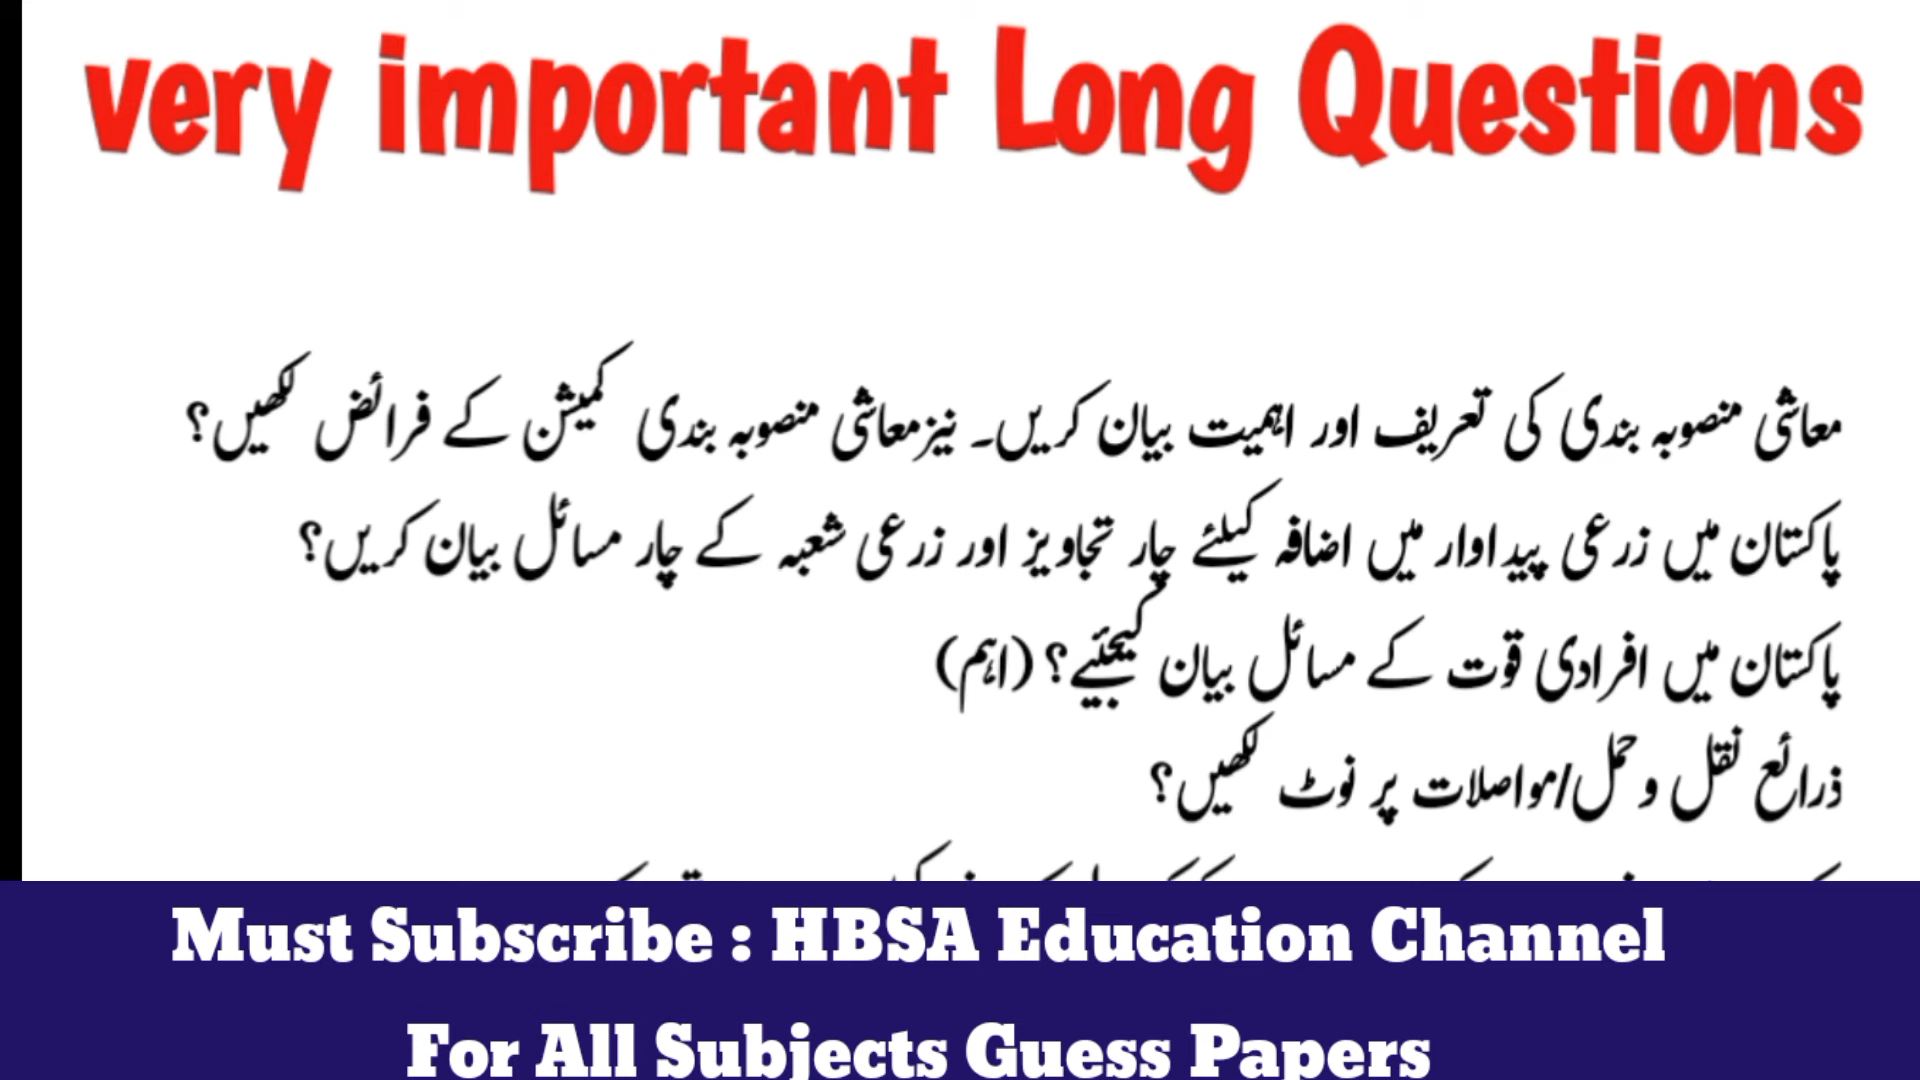 very important Long Questions
معاشی منصوبہ بندی کی تعریف اور اہمیت بیان کریں۔ نیز معاشی منصوبہ بندی کمیشن کے فرائض لکھیں؟
پاکستان میں زرعی پیداوار میں اضافہ کیلئے چار تجاویز اور زرعی شعبہ کے چار مسائل بیان کریں؟
پاکستان میں افرادی قوت کے مسائل بیان کیجئیے؟ (اہم)
ذرائع نقل و حمل/مواصلات پر نوٹ لکھیں؟
Must Subscribe : HBSA Education Channel
For All Subjects Guess Papers